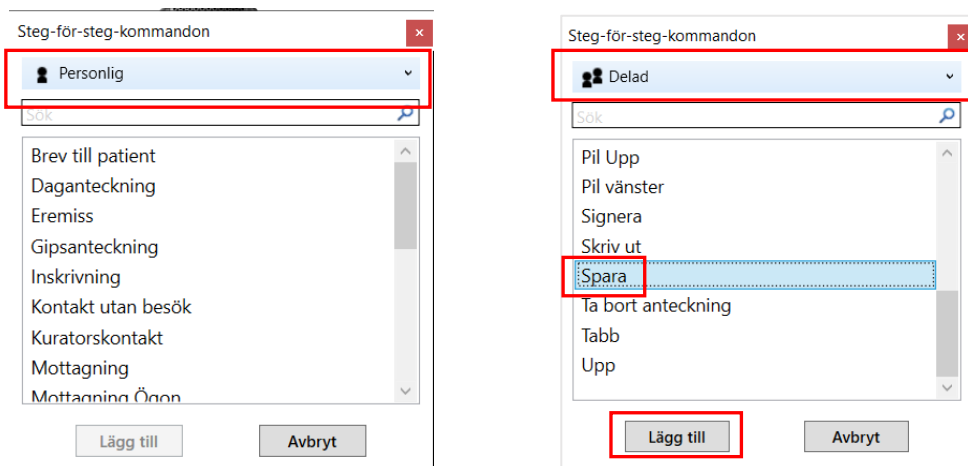 Steg-för-steg-kommandon
Personlig
Sök
Brev till patient
Daganteckning
Eremiss
Gipsanteckning
Inskrivning
Kontakt utan besök
Kuratorskontakt
Mottagning
Mottagning Ögon
Lägg till
Avbryt
Steg-för-steg-kommandon
Delad
Sök
Pil Upp
Pil vänster
Signera
Skriv ut
Spara
Ta bort anteckning
Tabb
Upp
Lägg till
Avbryt